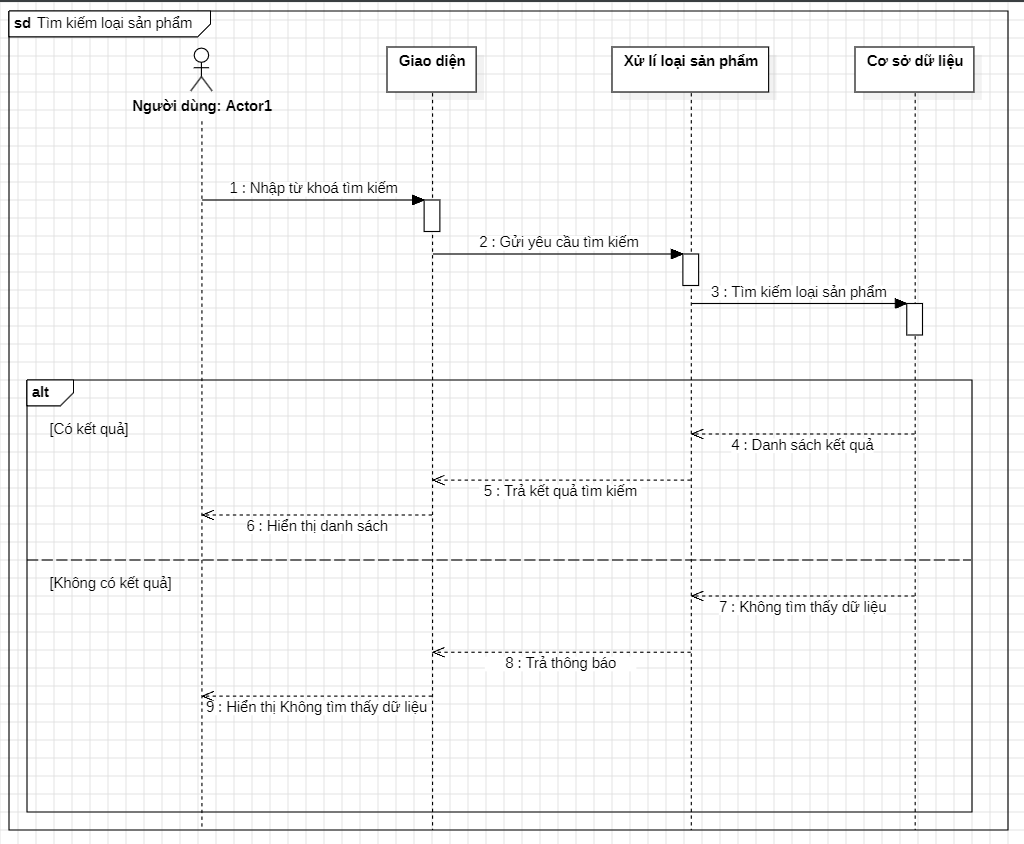 sd Tìm kiếm loại sản phẩm
Người dùng: Actor1
Giao diện
Xử lí loại sản phẩm
Cơ sở dữ liệu
1 : Nhập từ khoá tìm kiếm
2 : Gửi yêu cầu tìm kiếm
3 : Tìm kiếm loại sản phẩm
alt
[Có kết quả]
4 : Danh sách kết quả
5 : Trả kết quả tìm kiếm
6 : Hiển thị danh sách
[Không có kết quả]
7 : Không tìm thấy dữ liệu
8 : Trả thông báo
9 : Hiển thị Không tìm thấy dữ liệu